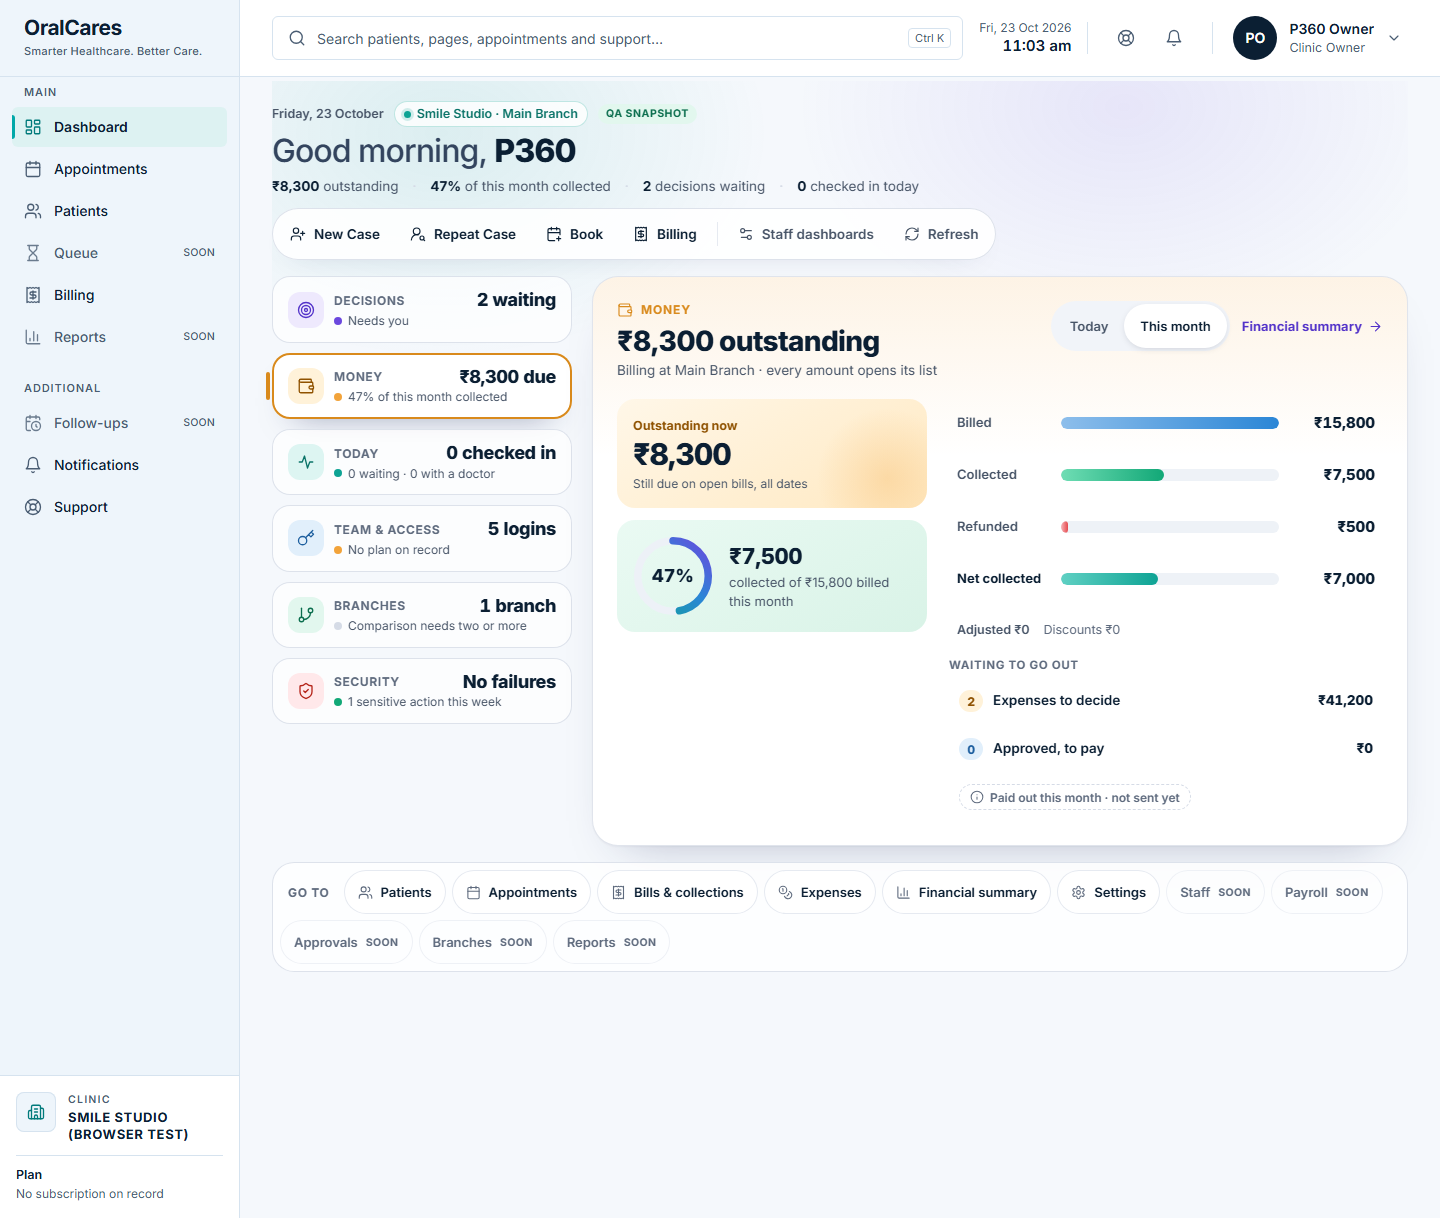 OralCares
Smarter Healthcare. Better Care.
Search patients, pages, appointments and support...
Ctrl K
Fri, 23 Oct 2026
11:03 am
PO
P360 Owner
Clinic Owner
MAIN
Dashboard
Appointments
Patients
Queue SOON
Billing
Reports SOON
ADDITIONAL
Follow-ups SOON
Notifications
Support
CLINIC
SMILE STUDIO
(BROWSER TEST)
Plan
No subscription on record
Friday, 23 October Smile Studio · Main Branch QA SNAPSHOT
Good morning, P360
₹8,300 outstanding · 47% of this month collected · 2 decisions waiting · 0 checked in today
New Case Repeat Case Book Billing Staff dashboards Refresh
DECISIONS 2 waiting
Needs you
MONEY ₹8,300 due
47% of this month collected
TODAY 0 checked in
0 waiting · 0 with a doctor
TEAM & ACCESS 5 logins
No plan on record
BRANCHES 1 branch
Comparison needs two or more
SECURITY No failures
1 sensitive action this week
MONEY
₹8,300 outstanding
Billing at Main Branch · every amount opens its list
Today This month Financial summary
Outstanding now
₹8,300
Still due on open bills, all dates
47%
₹7,500
collected of ₹15,800 billed
this month
Billed ₹15,800
Collected ₹7,500
Refunded ₹500
Net collected ₹7,000
Adjusted ₹0 Discounts ₹0
WAITING TO GO OUT
2 Expenses to decide ₹41,200
0 Approved, to pay ₹0
Paid out this month · not sent yet
GO TO Patients Appointments Bills & collections Expenses Financial summary Settings Staff SOON Payroll SOON
Approvals SOON Branches SOON Reports SOON